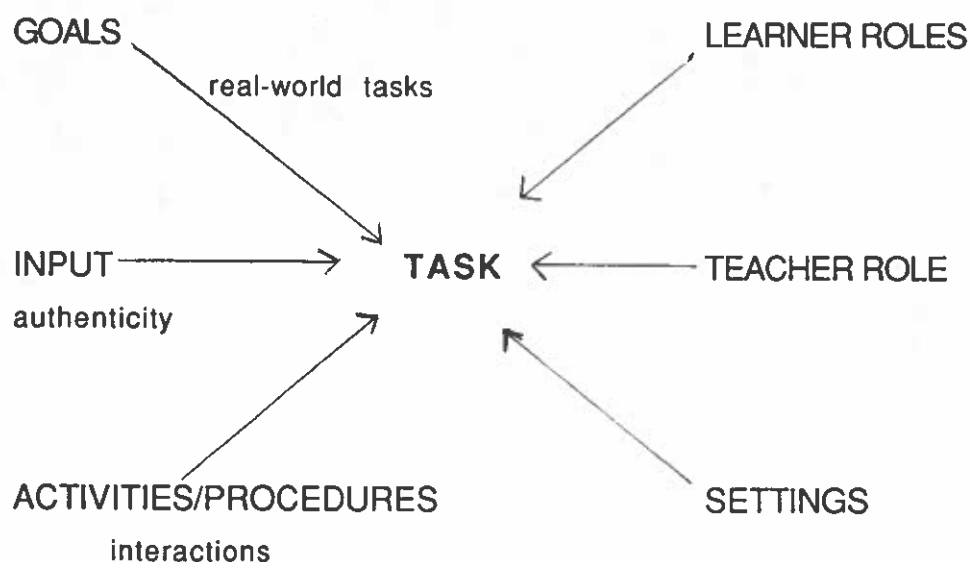 GOALS
LEARNER ROLES
real-world tasks
INPUT
TASK
TEACHER ROLE
authenticity
ACTIVITIES/PROCEDURES
SETTINGS
interactions